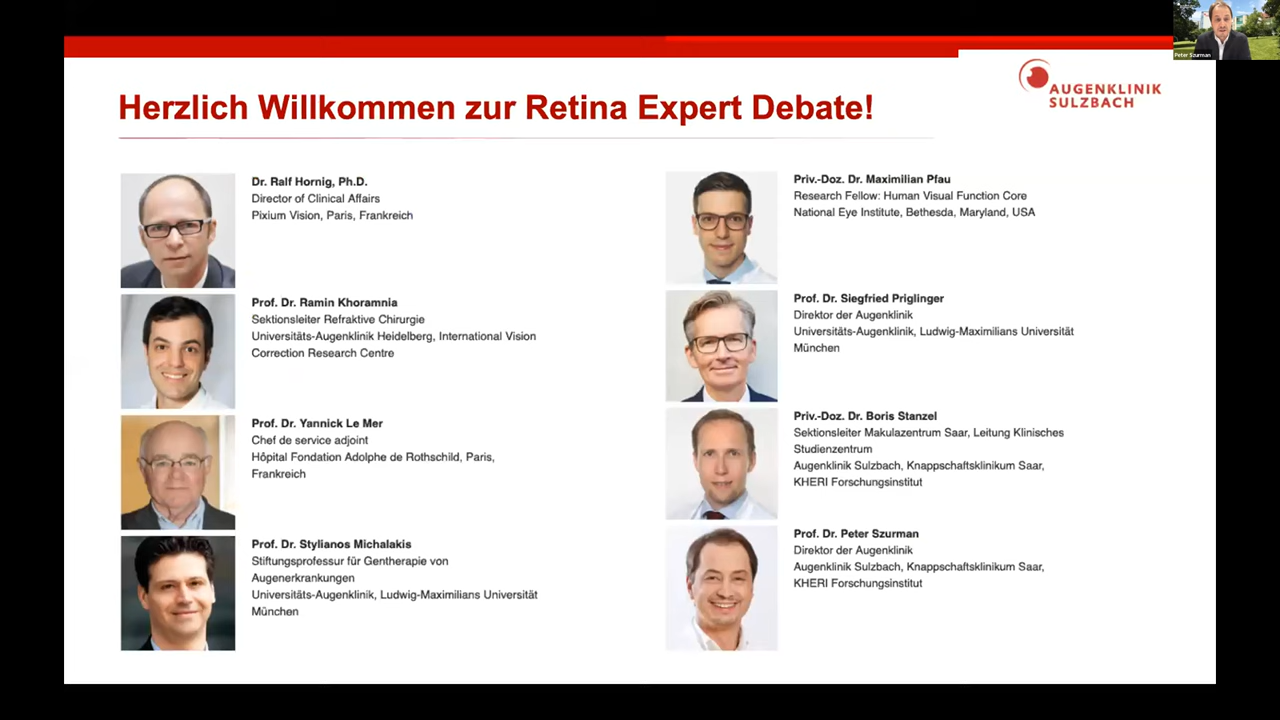 Peter Szurman
AUGENKLINIK
SULZBACH
Herzlich Willkommen zur Retina Expert Debate!
Dr. Ralf Hornig, Ph.D.
Director of Clinical Affairs
Pixium Vision, Paris, Frankreich
Prof. Dr. Ramin Khoramnia
Sektionsleiter Refraktive Chirurgie
Universitäts-Augenklinik Heidelberg, International Vision
Correction Research Centre
Prof. Dr. Yannick Le Mer
Chef de service adjoint
Hôpital Fondation Adolphe de Rothschild, Paris,
Frankreich
Prof. Dr. Stylianos Michalakis
Stiftungsprofessur für Gentherapie von
Augenerkrankungen
Universitäts-Augenklinik, Ludwig-Maximilians Universität
München
Priv.-Doz. Dr. Maximilian Pfau
Research Fellow: Human Visual Function Core
National Eye Institute, Bethesda, Maryland, USA
Prof. Dr. Siegfried Priglinger
Direktor der Augenklinik
Universitäts-Augenklinik, Ludwig-Maximilians Universität
München
Priv.-Doz. Dr. Boris Stanzel
Sektionsleiter Makulazentrum Saar, Leitung Klinisches
Studienzentrum
Augenklinik Sulzbach, Knappschaftsklinikum Saar,
KHERI Forschungsinstitut
Prof. Dr. Peter Szurman
Direktor der Augenklinik
Augenklinik Sulzbach, Knappschaftsklinikum Saar,
KHERI Forschungsinstitut